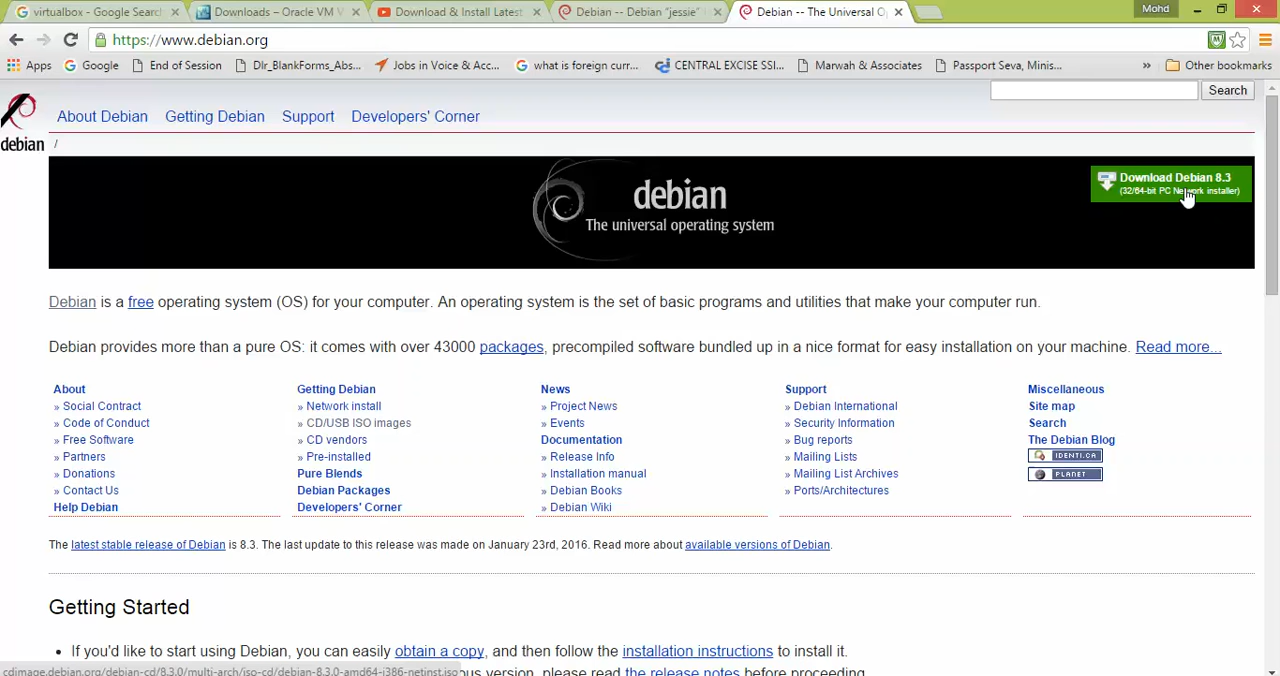 virtualbox - Google Search
Downloads – Oracle VM V
Download & Install Latest
Debian -- Debian "jessie"
Debian -- The Universal O
Mohd
https://www.debian.org
Apps
Google
End of Session
Dlr_BlankForms_Abs...
Jobs in Voice & Acc...
what is foreign curr...
CENTRAL EXCISE SSI...
Marwah & Associates
Passport Seva, Minis...
»
Other bookmarks
Search
About Debian
Getting Debian
Support
Developers' Corner
debian
/
debian
The universal operating system
Download Debian 8.3
(32/64-bit PC Network installer)
Debian is a free operating system (OS) for your computer. An operating system is the set of basic programs and utilities that make your computer run.
Debian provides more than a pure OS: it comes with over 43000 packages, precompiled software bundled up in a nice format for easy installation on your machine. Read more...
About
» Social Contract
» Code of Conduct
» Free Software
» Partners
» Donations
» Contact Us
Help Debian
Getting Debian
» Network install
» CD/USB ISO images
» CD vendors
» Pre-installed
Pure Blends
Debian Packages
Developers' Corner
News
» Project News
» Events
Documentation
» Release Info
» Installation manual
» Debian Books
» Debian Wiki
Support
» Debian International
» Security Information
» Bug reports
» Mailing Lists
» Mailing List Archives
» Ports/Architectures
Miscellaneous
Site map
Search
The Debian Blog
IDENTI.CA
PLANET
The latest stable release of Debian is 8.3. The last update to this release was made on January 23rd, 2016. Read more about available versions of Debian.
Getting Started
• If you'd like to start using Debian, you can easily obtain a copy, and then follow the installation instructions to install it.
ous version, please read the release notes before proceeding.
cdimage.debian.org/debian-cd/8.3.0/multi-arch/iso-cd/debian-8.3.0-amd64-i386-netinst.iso